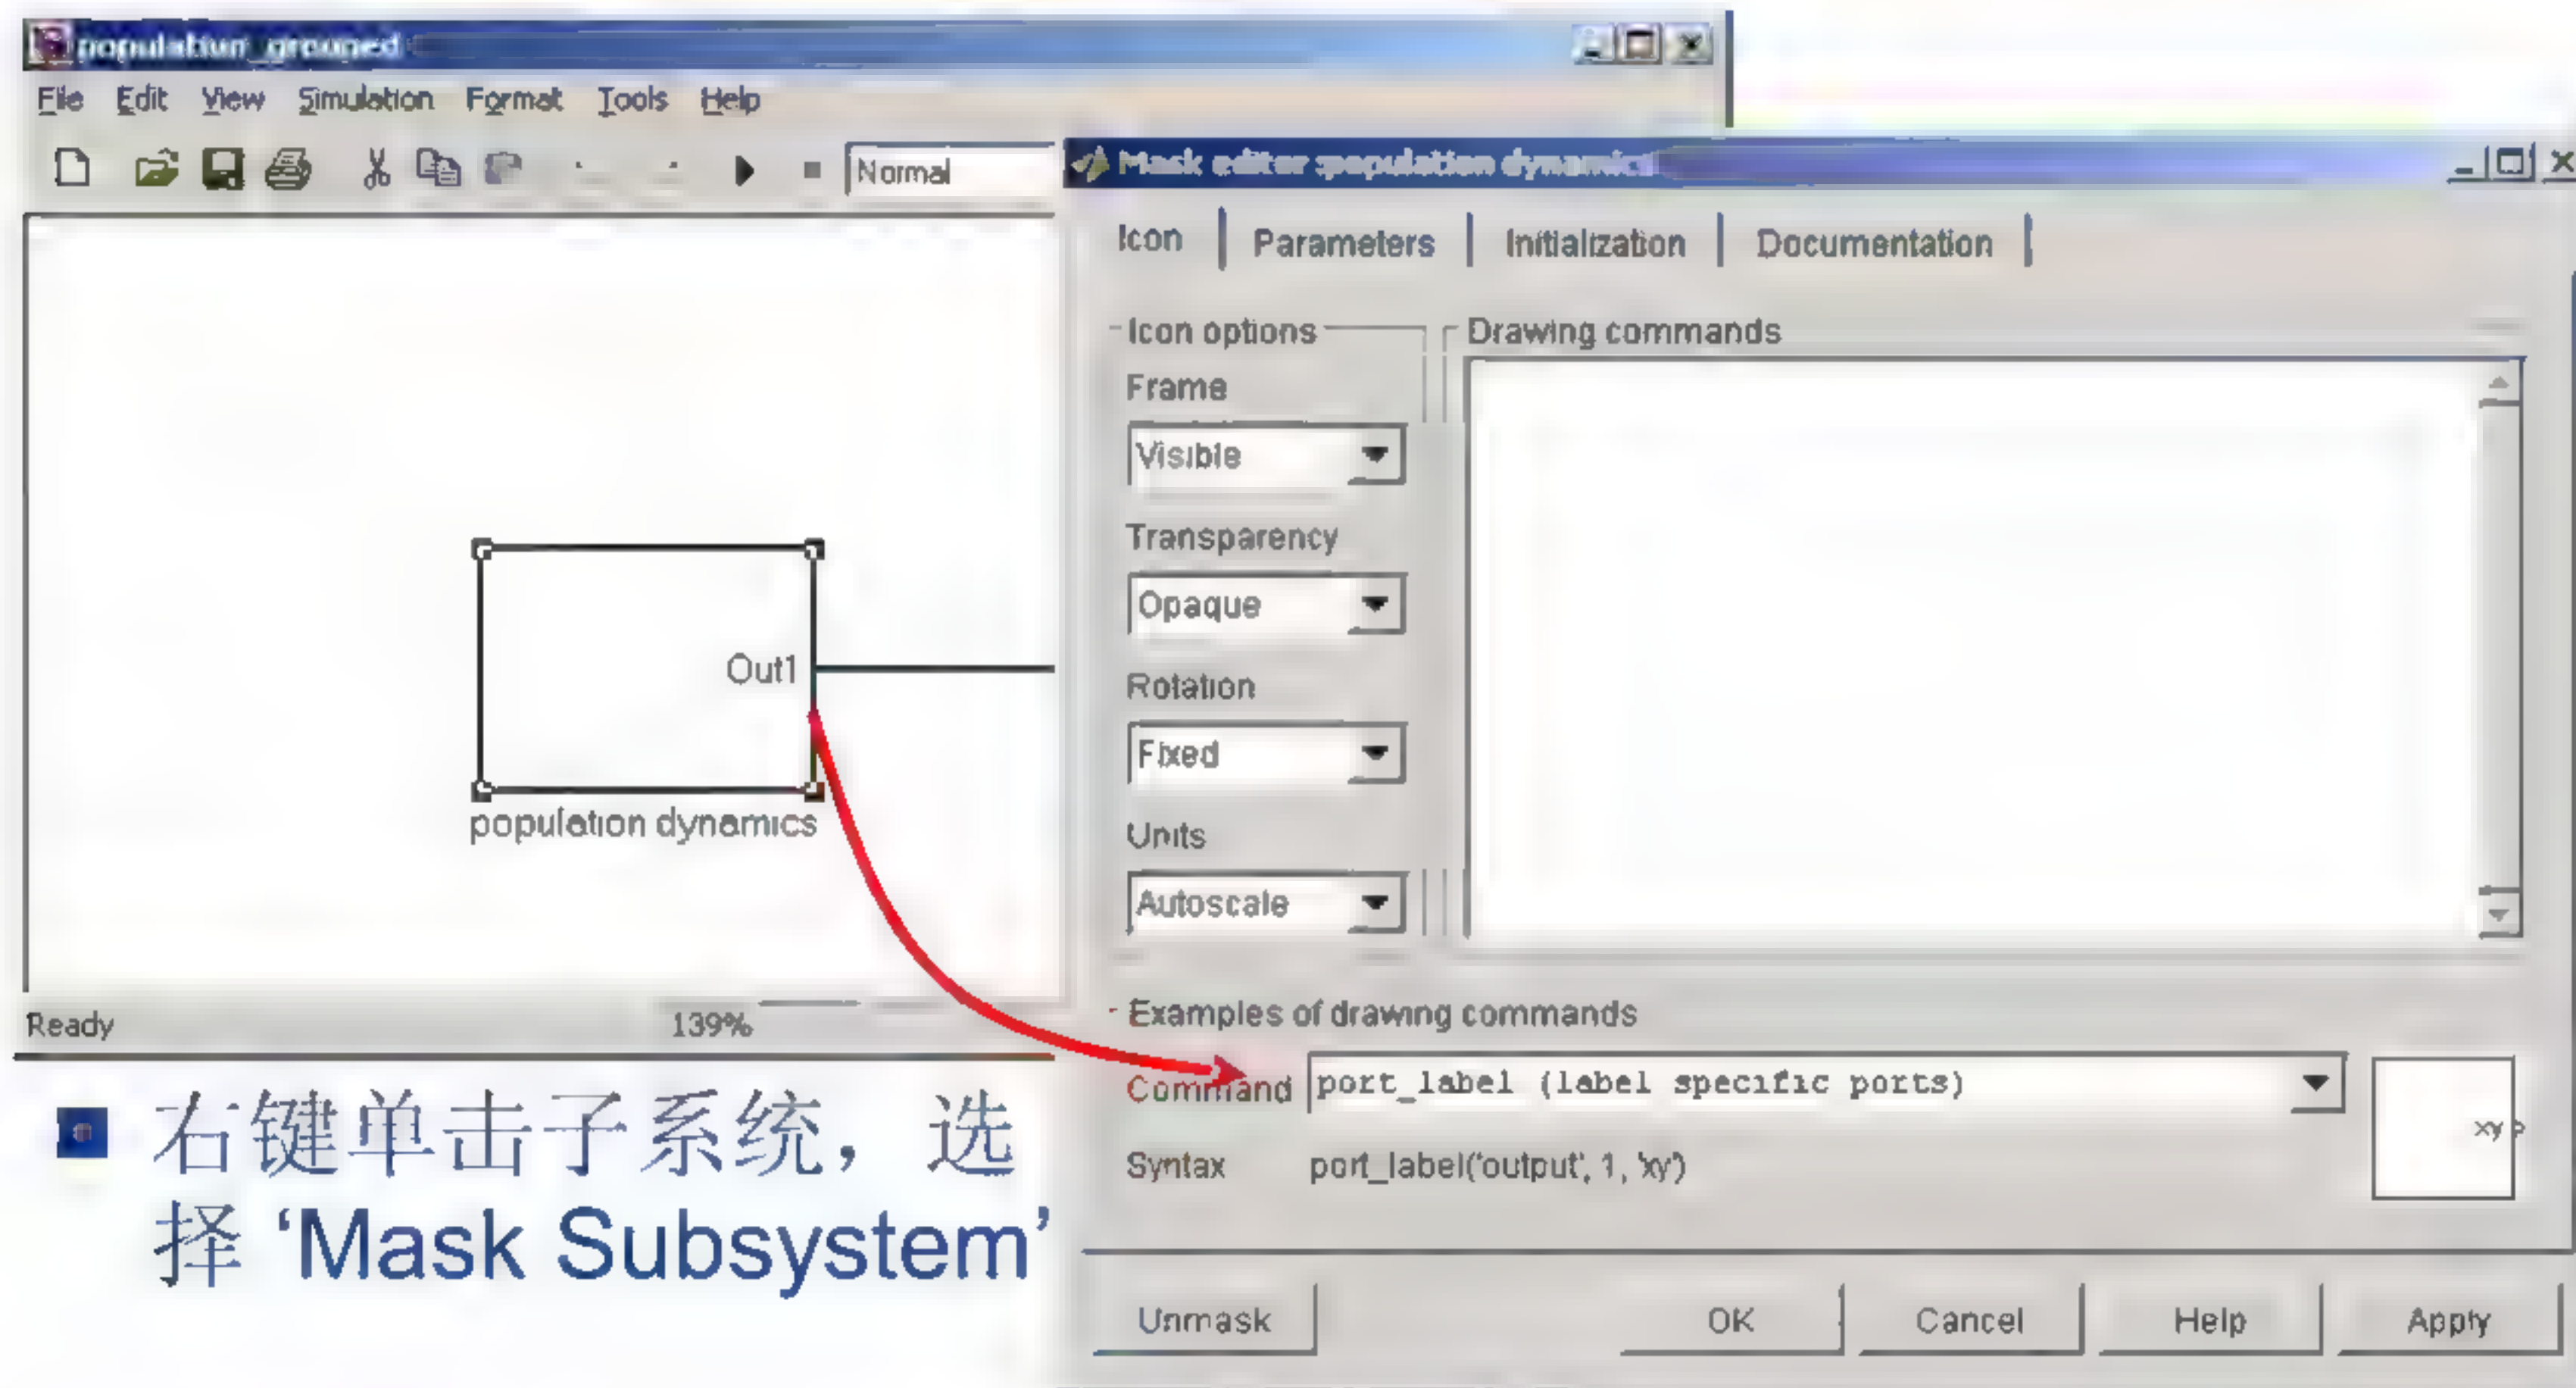 population_grouped
File Edit View Simulation Format Tools Help
Normal
Out1
population dynamics
Ready 139%
右键单击子系统，选
择 ‘Mask Subsystem’
Mask editor :population dynamics
Icon Parameters Initialization Documentation
Icon options
Drawing commands
Frame
Visible
Transparency
Opaque
Rotation
Fixed
Units
Autoscale
Examples of drawing commands
Command port_label (label specific ports)
xy
Syntax port_label('output', 1, 'xy')
Unmask OK Cancel Help Apply